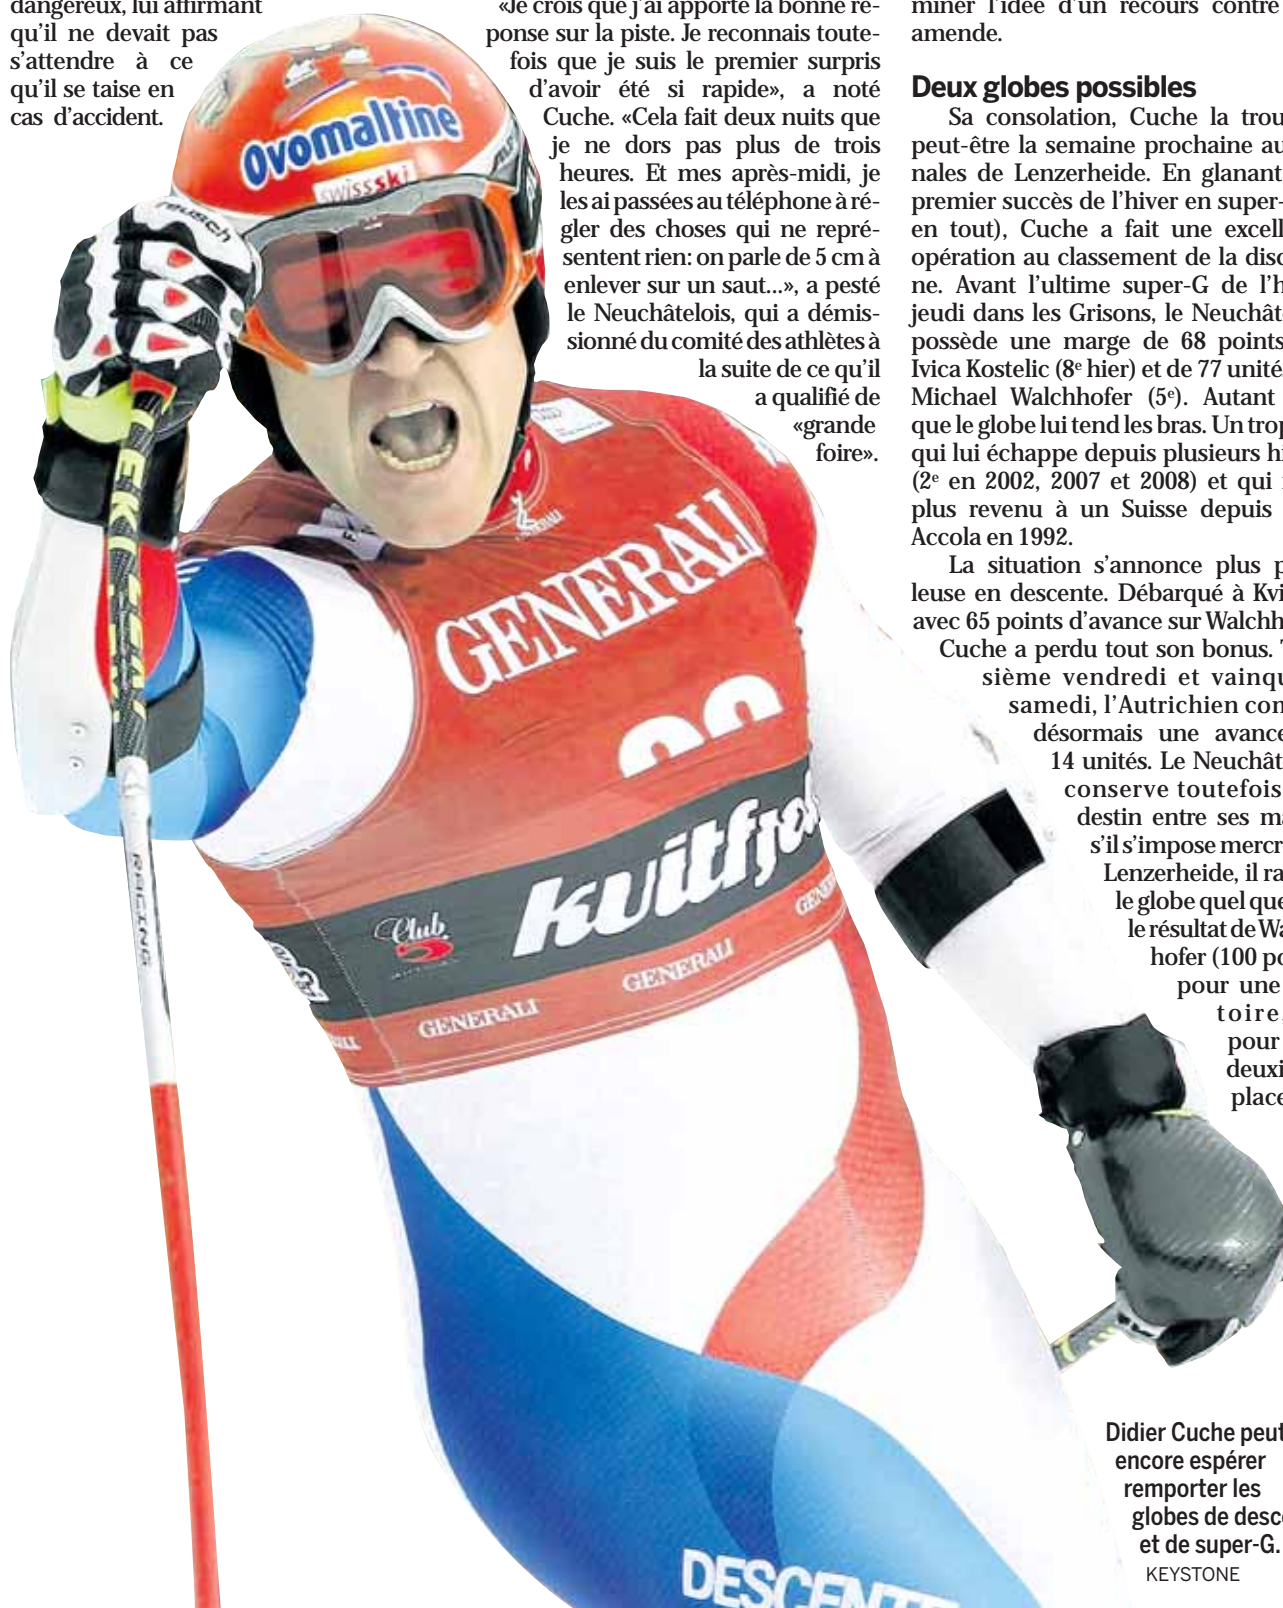 dangereux, lui affirmant
qu'il ne devait pas
s'attendre à ce
qu'il se taise en
cas d'accident.
«Je crois que j'ai apporté la bonne ré-
ponse sur la piste. Je reconnais toute-
fois que je suis le premier surpris
d'avoir été si rapide», a noté
Cuche. «Cela fait deux nuits que
je ne dors pas plus de trois
heures. Et mes après-midi, je
les ai passées au téléphone à ré-
gler des choses qui ne repré-
sentent rien: on parle de 5 cm à
enlever sur un saut...», a pesté
le Neuchâtelois, qui a démis-
sionné du comité des athlètes à
la suite de ce qu'il
a qualifié de
«grande
foire».
miner l'idée d'un recours contre
amende.
Deux globes possibles
Sa consolation, Cuche la trou
peut-être la semaine prochaine au
nales de Lenzerheide. En glanant
premier succès de l'hiver en super-
en tout), Cuche a fait une excell
opération au classement de la disc
ne. Avant l'ultime super-G de l'h
jeudi dans les Grisons, le Neuchât
possède une marge de 68 points
Ivica Kostelic (8e hier) et de 77 unités
Michael Walchhofer (5e). Autant
que le globe lui tend les bras. Un trop
qui lui échappe depuis plusieurs hi
(2e en 2002, 2007 et 2008) et qui
plus revenu à un Suisse depuis
Accola en 1992.
La situation s'annonce plus p
leuse en descente. Débarqué à Kvi
avec 65 points d'avance sur Walchh
Cuche a perdu tout son bonus. T
sième vendredi et vainqu
samedi, l'Autrichien con
désormais une avance
14 unités. Le Neuchât
conserve toutefois
destin entre ses ma
s'il s'impose mercr
Lenzerheide, il ra
le globe quel que
le résultat de Wa
hofer (100 po
pour une
toire
pour
deuxi
place
Ovomaltine
swiss ski
reusch
GENERALI
GENERALI
kvitfjo
Club
GENERALI
GENERALI
RACING
DESCENTE
Didier Cuche peut
encore espérer
remporter les
globes de desce
et de super-G.
KEYSTONE